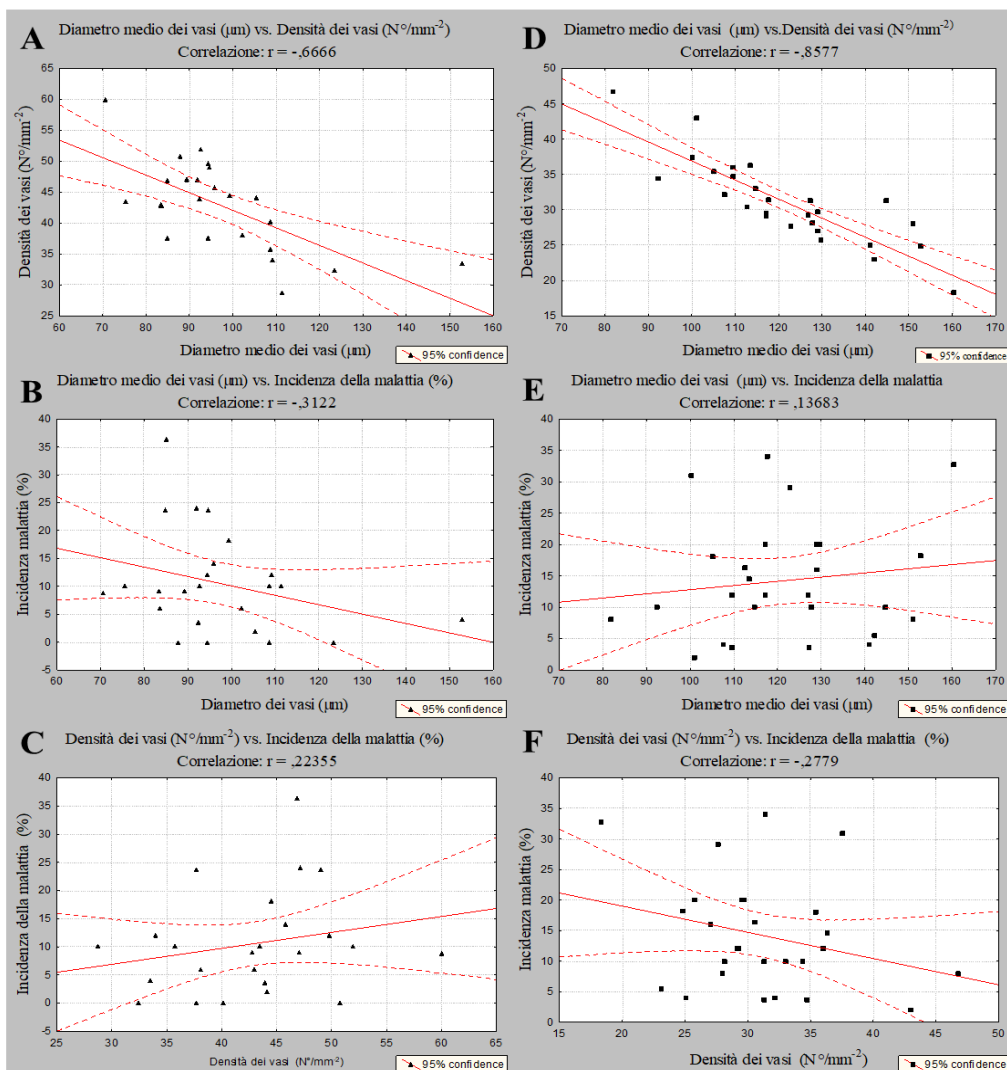 A
Diametro medio dei vasi (µm) vs. Densità dei vasi (N°/mm⁻²)
Correlazione: r = -,6666
65
60
55
50
45
40
35
30
25
Densità dei vasi (N°/mm⁻²)
60 70 80 90 100 110 120 130 140 150 160
Diametro medio dei vasi (µm)
95% confidence
D
Diametro medio dei vasi (µm) vs.Densità dei vasi (N°/mm⁻²)
Correlazione: r = -,8577
50
45
40
35
30
25
20
15
Densità dei vasi (N°/mm⁻²)
70 80 90 100 110 120 130 140 150 160 170
Diametro medio dei vasi (µm)
95% confidence
B
Diametro medio dei vasi (µm) vs. Incidenza della malattia (%)
Correlazione: r = -,3122
40
35
30
25
20
15
10
5
0
-5
Incidenza malattia (%)
60 70 80 90 100 110 120 130 140 150 160
Diametro dei vasi (µm)
95% confidence
E
Diametro medio dei vasi (µm) vs. Incidenza della malattia
Correlazione: r = ,13683
40
35
30
25
20
15
10
5
0
Incidenza malattia (%)
70 80 90 100 110 120 130 140 150 160 170
Diametro medio dei vasi (µm)
95% confidence
C
Densità dei vasi (N°/mm⁻²) vs. Incidenza della malattia (%)
Correlazione: r = ,22355
40
35
30
25
20
15
10
5
0
-5
Incidenza della malattia (%)
25 30 35 40 45 50 55 60 65
Densità dei vasi (N°/mm⁻²)
95% confidence
F
Densità dei vasi (N°/mm⁻²) vs. Incidenza della malattia (%)
Correlazione: r = -,2779
40
35
30
25
20
15
10
5
0
Incidenza malattia (%)
15 20 25 30 35 40 45 50
Densità dei vasi (N°/mm⁻²)
95% confidence